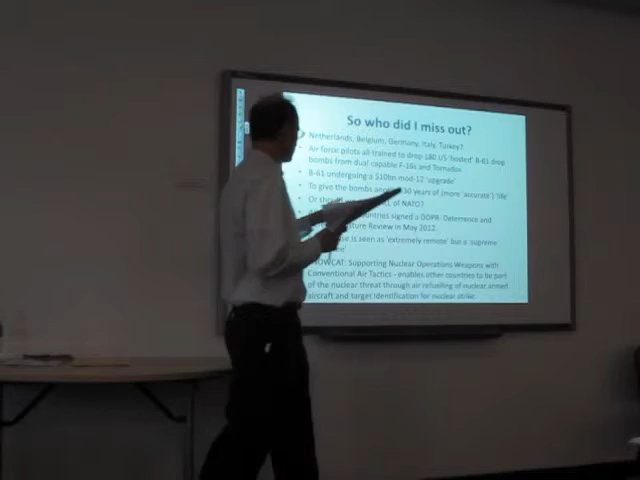 So who did I miss out?
Netherlands, Belgium, Germany, Italy, Turkey?
• Air force pilots all trained to drop 180 US 'hosted' B-61 drop
bombs from dual capable F-16s and Tornados
• B-61 undergoing a $10bn mod-12 'upgrade'
• To give the bombs another 30 years of (more 'accurate') 'life'
• Or should of NATO?
countries signed a DDPR: Deterrence and
Review in May 2012.
is seen as 'extremely remote' but a 'supreme
SNOWCAT: Supporting Nuclear Operations Weapons with
Conventional Air Tactics - enables other countries to be part
of the nuclear threat through air refuelling of nuclear armed
aircraft and target identification for nuclear strike.